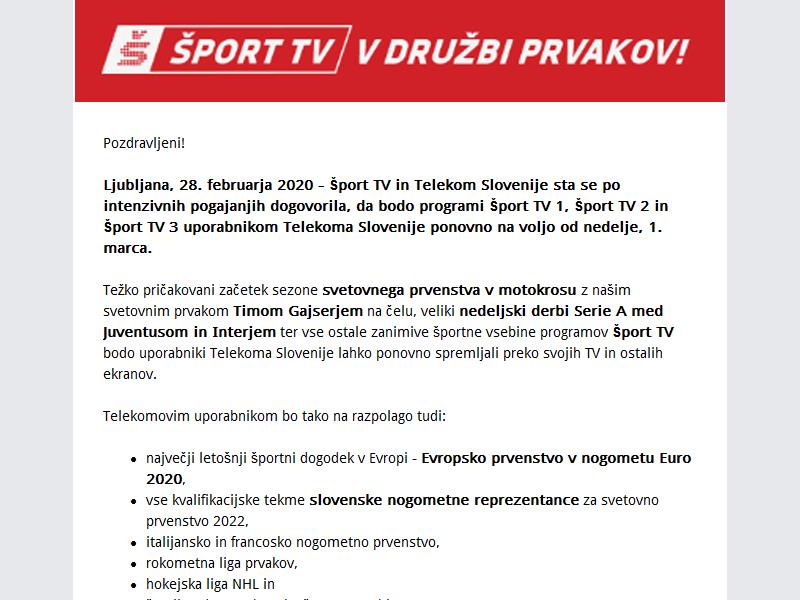 ŠPORT TV V DRUŽBI PRVAKOV!
Pozdravljeni!
Ljubljana, 28. februarja 2020 - Šport TV in Telekom Slovenije sta se po
intenzivnih pogajanjih dogovorila, da bodo programi Šport TV 1, Šport TV 2 in
Šport TV 3 uporabnikom Telekoma Slovenije ponovno na voljo od nedelje, 1.
marca.
Težko pričakovani začetek sezone svetovnega prvenstva v motokrosu z našim
svetovnim prvakom Timom Gajserjem na čelu, veliki nedeljski derbi Serie A med
Juventusom in Interjem ter vse ostale zanimive športne vsebine programov Šport TV
bodo uporabniki Telekoma Slovenije lahko ponovno spremljali preko svojih TV in ostalih
ekranov.
Telekomovim uporabnikom bo tako na razpolago tudi:
• največji letošnji športni dogodek v Evropi - Evropsko prvenstvo v nogometu Euro
2020,
• vse kvalifikacijske tekme slovenske nogometne reprezentance za svetovno
prvenstvo 2022,
• italijansko in francosko nogometno prvenstvo,
• rokometna liga prvakov,
• hokejska liga NHL in